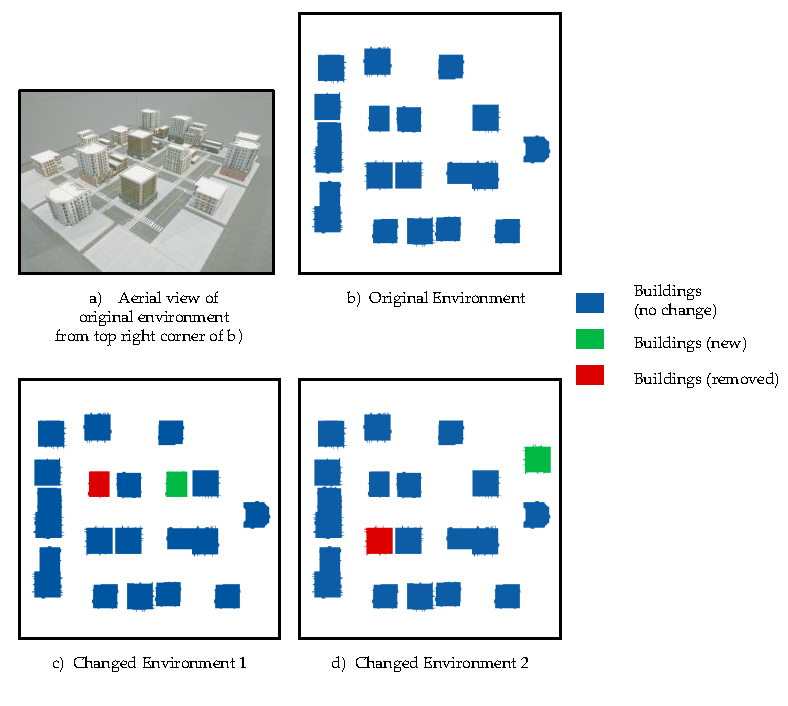 a) Aerial view of
original environment
from top right corner of b)
b) Original Environment
Buildings
(no change)
Buildings (new)
Buildings (removed)
c) Changed Environment 1
d) Changed Environment 2